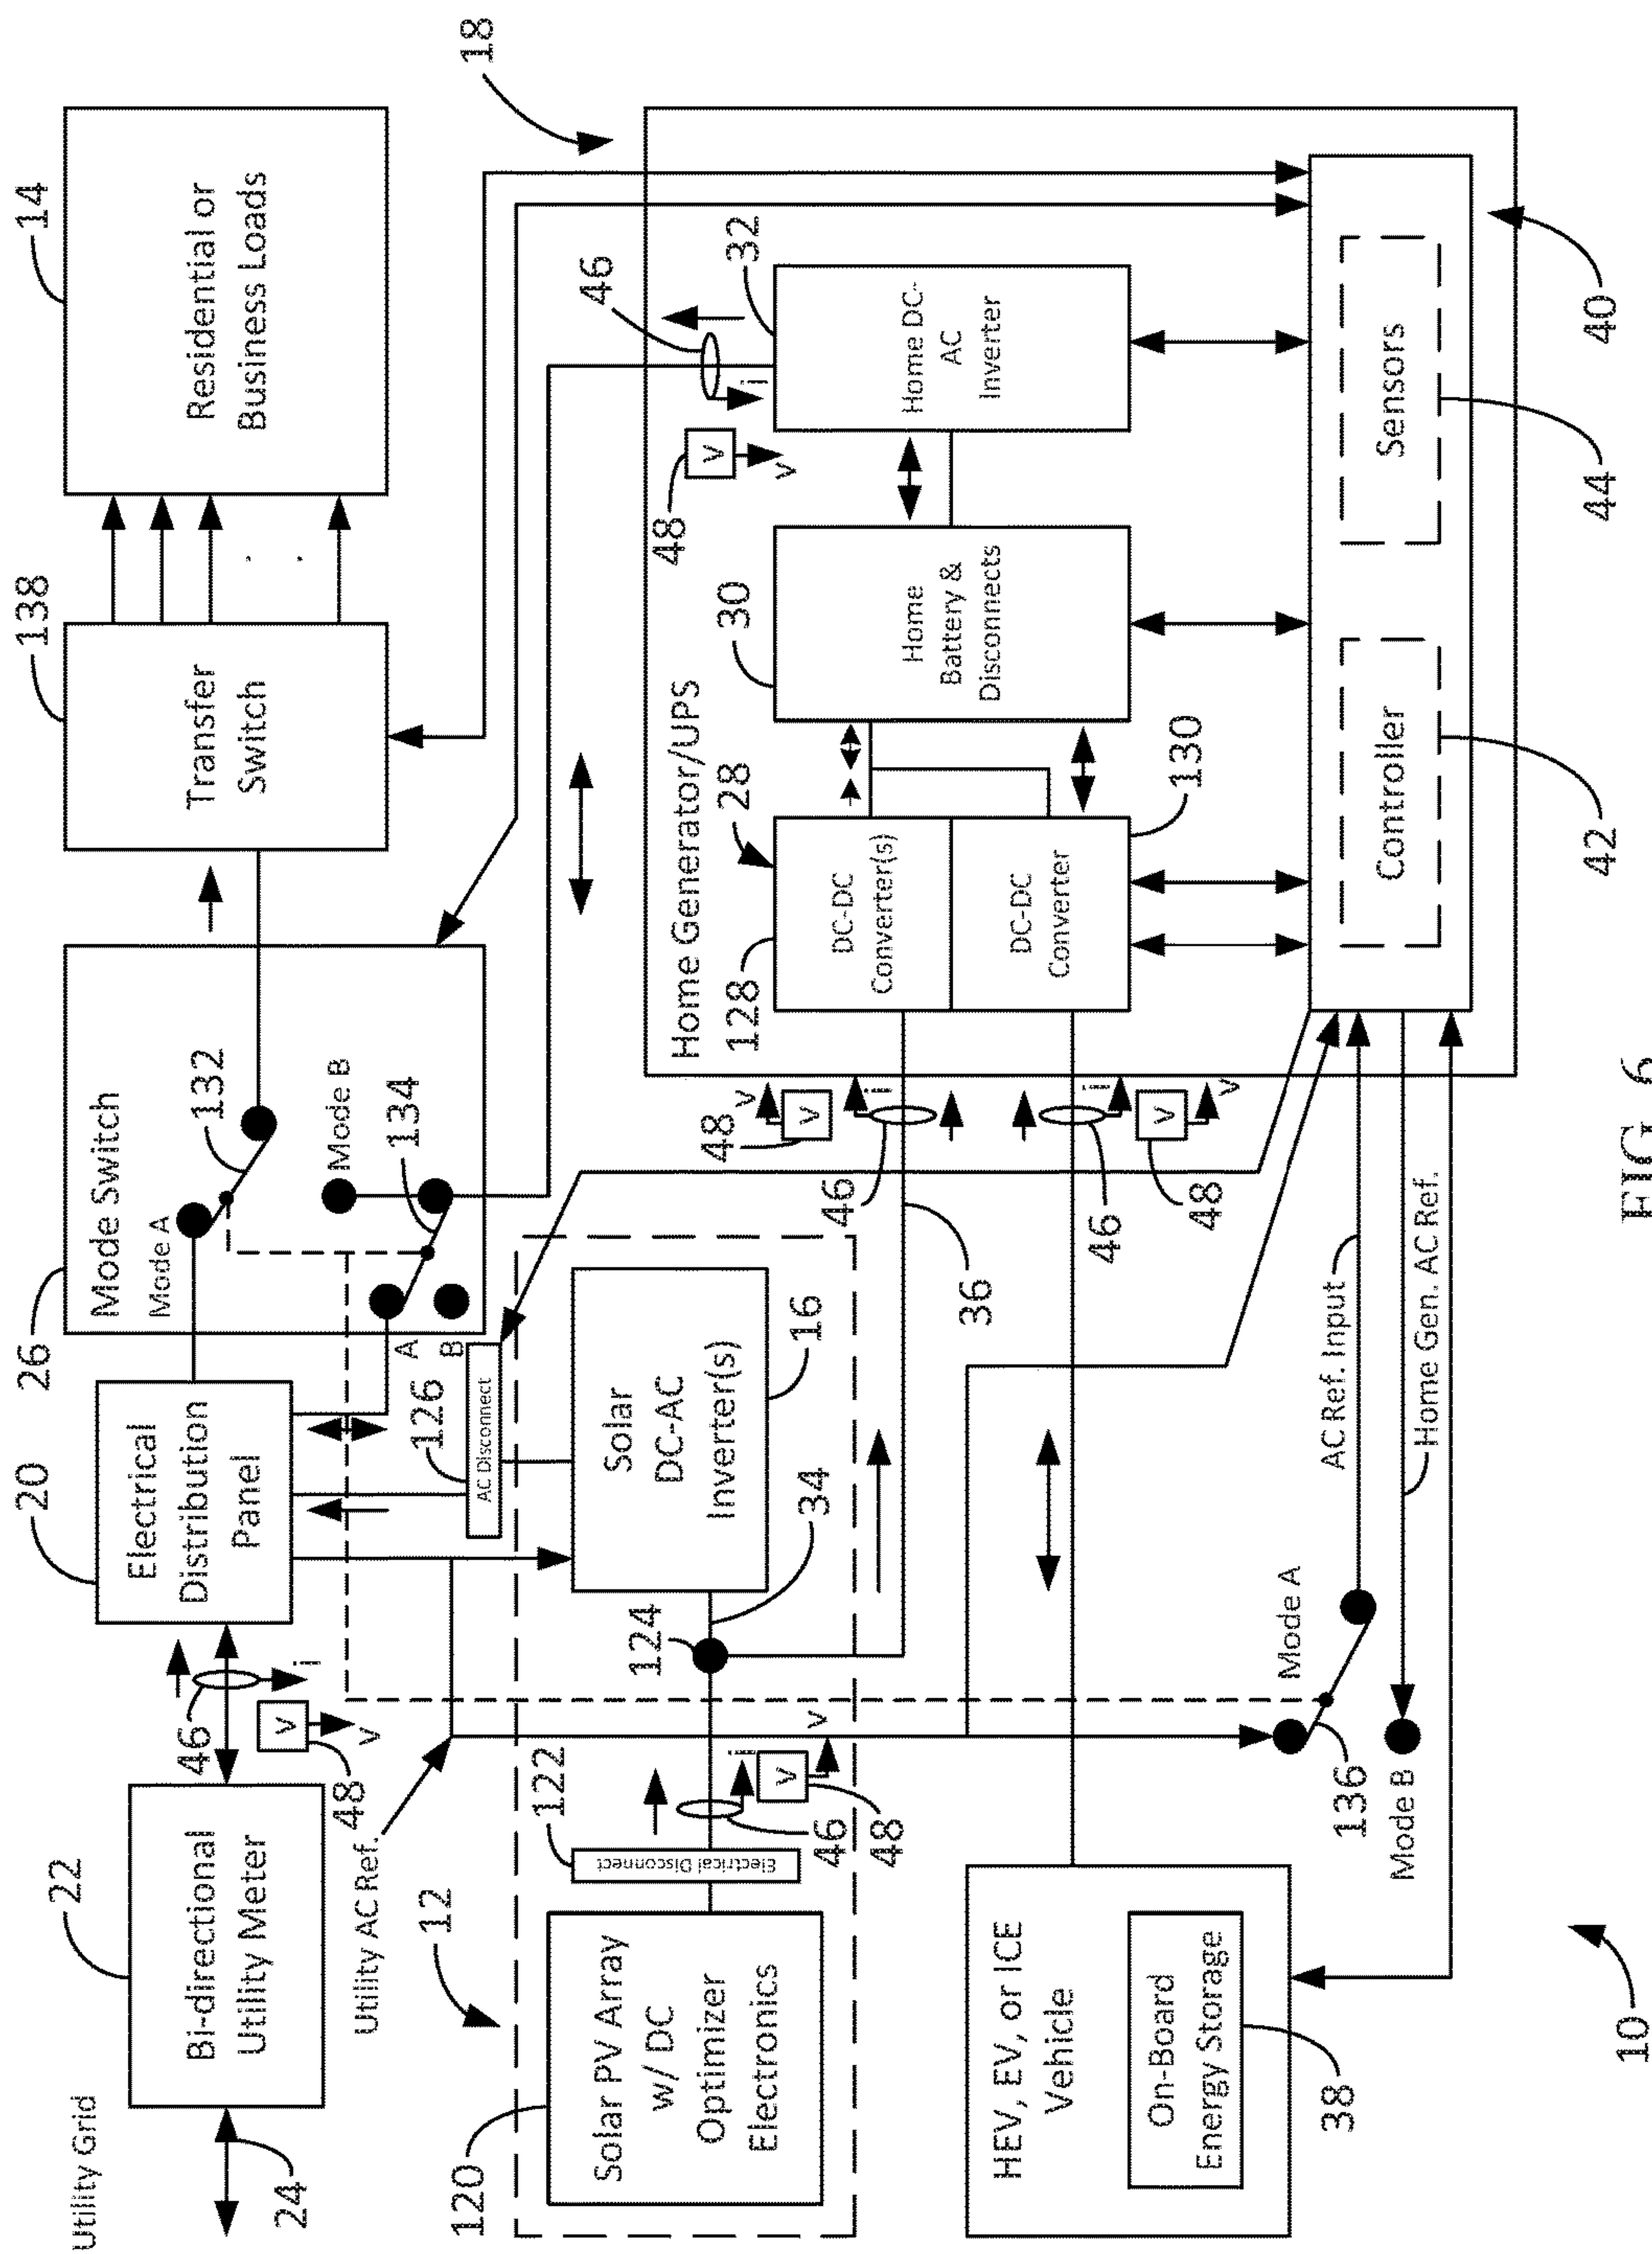 Utility Grid
24
22
Bi-directional
Utility Meter
46
48
v
v
i
20
Electrical
Distribution
Panel
26
Mode Switch
Mode A
132
Mode B
134
A
B
138
Transfer
Switch
14
Residential or
Business Loads
Utility AC Ref.
12
120
Solar PV Array
w/ DC
Optimizer
Electronics
122
Electrical Disconnect
46
48
i
v
v
124
34
126
AC Disconnect
Solar
DC-AC
Inverter(s)
16
36
18
Home Generator/UPS
48
v
v
46
i
46
i
48
v
v
128
28
DC-DC
Converter(s)
DC-DC
Converter
130
30
Home
Battery &
Disconnects
48
v
v
46
i
32
Home DC-
AC
Inverter
HEV, EV, or ICE
Vehicle
On-Board
Energy Storage
38
Mode A
136
Mode B
AC Ref. Input
Home Gen. AC Ref.
Controller
42
Sensors
44
40
10
FIG. 6